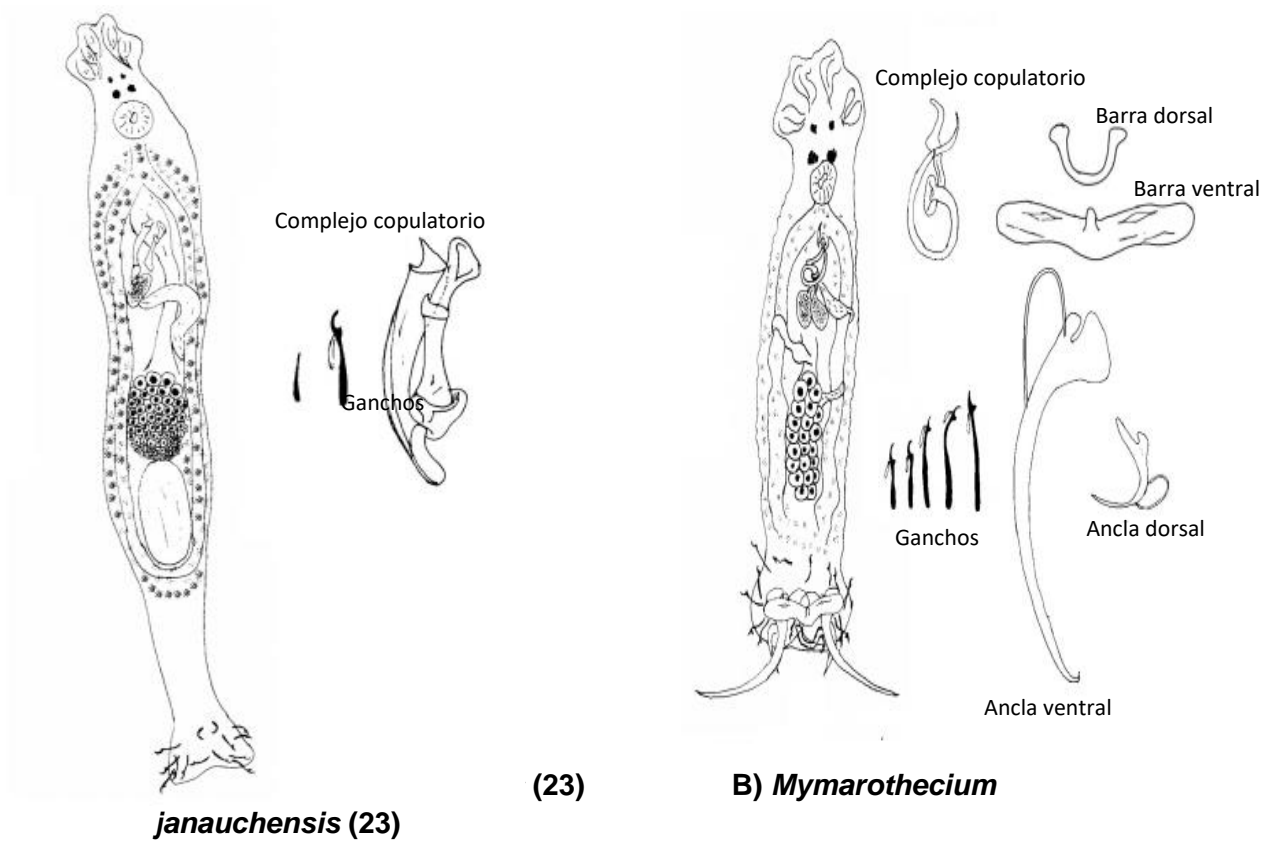 Complejo copulatorio
Ganchos
Complejo copulatorio
Barra dorsal
Barra ventral
Ganchos
Ancla dorsal
Ancla ventral
(23) B) Mymarothecium
janauchensis (23)